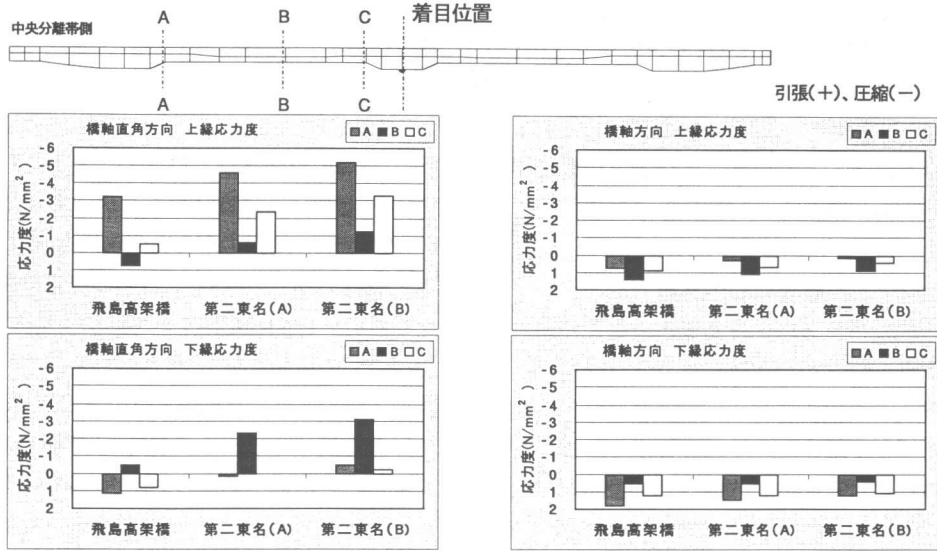 着目位置
中央分離帯側
A B C
A B C
引張(+)、圧縮(-)
橋軸直角方向 上縁応力度
A B C
応力度(N/mm²)
-6
-5
-4
-3
-2
-1
0
1
2
飛島高架橋 第二東名(A) 第二東名(B)
橋軸方向 上縁応力度
A B C
応力度(N/mm²)
-6
-5
-4
-3
-2
-1
0
1
2
飛島高架橋 第二東名(A) 第二東名(B)
橋軸直角方向 下縁応力度
A B C
応力度(N/mm²)
-6
-5
-4
-3
-2
-1
0
1
2
飛島高架橋 第二東名(A) 第二東名(B)
橋軸方向 下縁応力度
A B C
応力度(N/mm²)
-6
-5
-4
-3
-2
-1
0
1
2
飛島高架橋 第二東名(A) 第二東名(B)